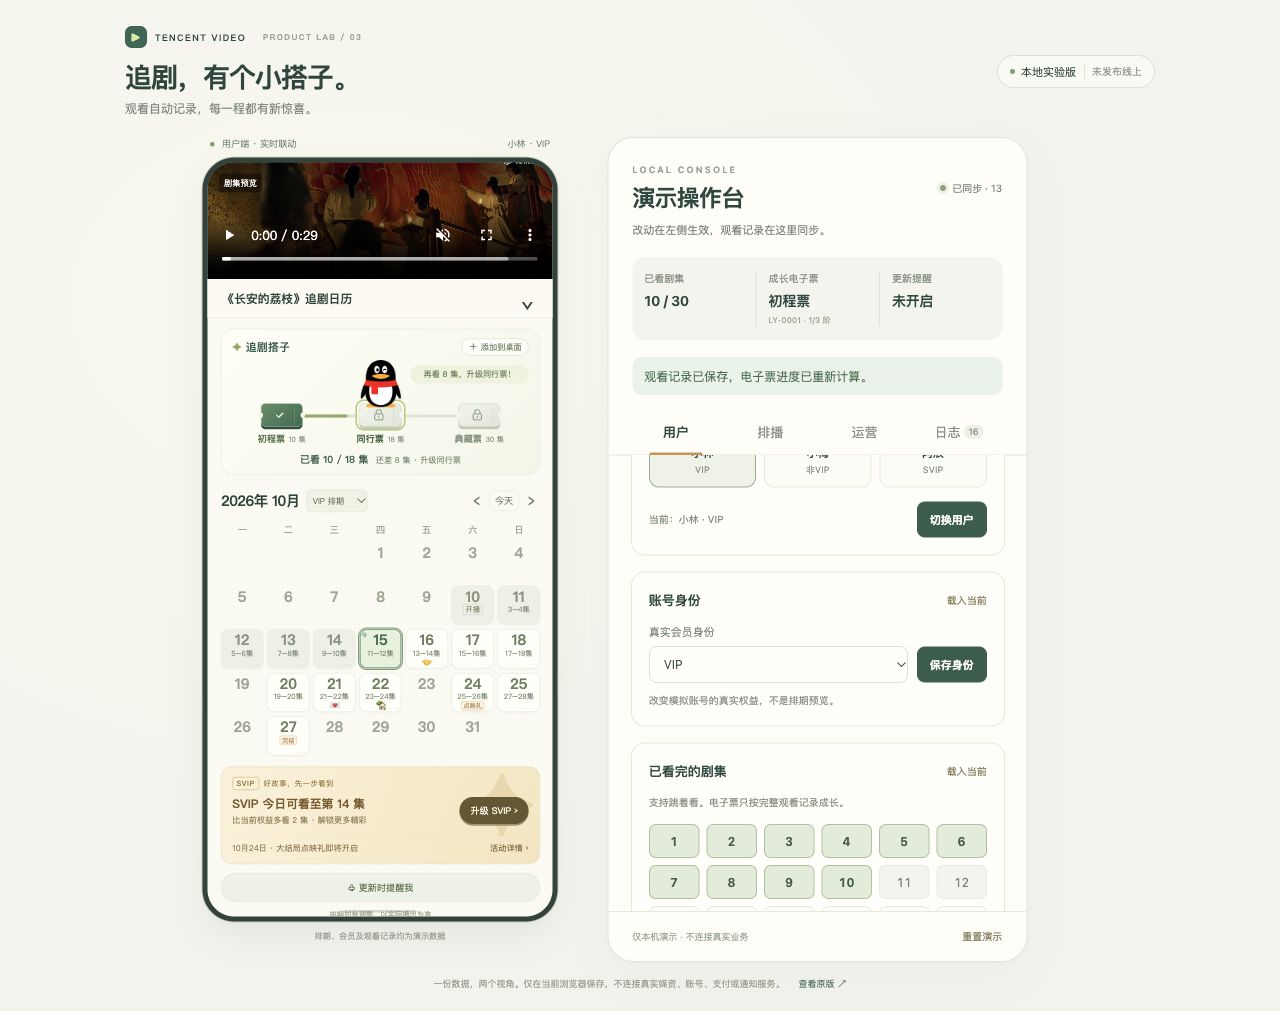 TENCENT VIDEO PRODUCT LAB / 03
追剧，有个小搭子。
观看自动记录，每一程都有新惊喜。
本地实验版 未发布线上
用户端 · 实时联动 小林 · VIP
剧集预览
0:00 / 0:29
《长安的荔枝》追剧日历
追剧搭子
＋ 添加到桌面
再看 8 集，升级同行票！
初程票 10 集
同行票 18 集
典藏票 30 集
已看 10 / 18 集 还差 8 集 · 升级同行票
2026年 10月 VIP 排期 < 今天 >
一 二 三 四 五 六 日
1 2 3 4
5 6 7 8 9 10 11
开播 3—4集
12 13 14 15 16 17 18
5—6集 7—8集 9—10集 11—12集 13—14集 15—16集 17—18集
19 20 21 22 23 24 25
19—20集 21—22集 23—24集 25—26集 27—28集
点映礼
26 27 28 29 30 31
完结
SVIP 好故事，先一步看到
SVIP 今日可看至第 14 集
比当前权益多看 2 集 · 解锁更多精彩
升级 SVIP ›
10月24日 · 大结局点映礼即将开启 活动详情 ›
更新时提醒我
排期、会员及观看记录均为演示数据
LOCAL CONSOLE
演示操作台
已同步 · 13
改动在左侧生效，观看记录在这里同步。
已看剧集 成长电子票 更新提醒
10 / 30 初程票 未开启
LY-0001 · 1/3 阶
观看记录已保存，电子票进度已重新计算。
用户 排播 运营 日志 16
VIP 非VIP SVIP
当前：小林 · VIP 切换用户
账号身份 载入当前
真实会员身份
VIP 保存身份
改变模拟账号的真实权益，不是排期预览。
已看完的剧集 载入当前
支持跳着看。电子票只按完整观看记录成长。
1 2 3 4 5 6
7 8 9 10 11 12
仅本机演示 · 不连接真实业务 重置演示
一份数据，两个视角。仅在当前浏览器保存，不连接真实媒资、账号、支付或通知服务。 查看原版 ↗